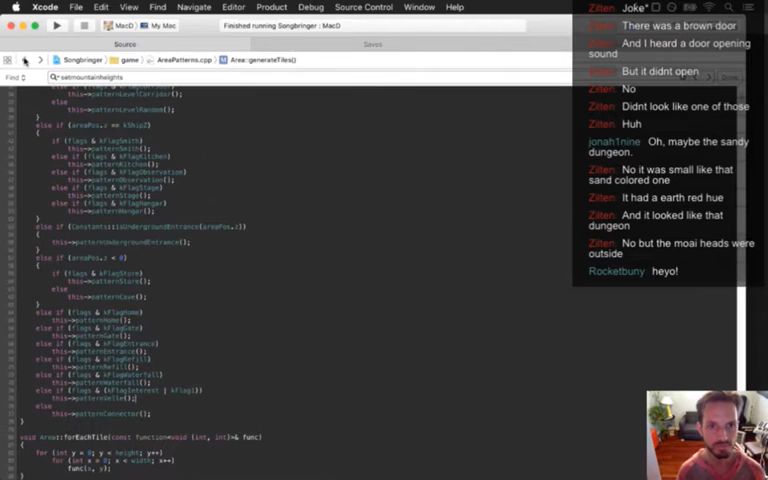 Xcode File Edit View Find Navigate Editor Product Debug Source Control Window Help
MacD My Mac
Finished running Songbringer : MacD
Source Saved
Songbringer game AreaPatterns.cpp Area::generateTiles()
Find setmountainheights
this->patternLevelCorridor();
else
this->patternLevelRandom();
}
else if (areaPos.z == kShipZ)
{
if (flags & kFlagSmith)
this->patternSmith();
else if (flags & kFlagKitchen)
this->patternKitchen();
else if (flags & kFlagObservation)
this->patternObservation();
else if (flags & kFlagStage)
this->patternStage();
else if (flags & kFlagHangar)
this->patternHangar();
}
else if (Constants::isUndergroundEntrance(areaPos.z))
{
this->patternUndergroundEntrance();
}
else if (areaPos.z < 0)
{
if (flags & kFlagStore)
this->patternStore();
else
this->patternCave();
}
else if (flags & kFlagHome)
this->patternHome();
else if (flags & kFlagGate)
this->patternGate();
else if (flags & kFlagEntrance)
this->patternEntrance();
else if (flags & kFlagRefill)
this->patternRefill();
else if (flags & kFlagWaterfall)
this->patternWaterfall();
else if (flags & (kFlagInterest | kFlag1))
this->patternVelle();
else
this->patternConnector();
}
void Area::forEachTile(const function<void (int, int)>& func)
{
for (int y = 0; y < height; y++)
for (int x = 0; x < width; x++)
func(x, y);
Zilten: Joke*
Zilten: There was a brown door
Zilten: And I heard a door opening
sound
Zilten: But it didnt open
Zilten: No
Zilten: Didnt look like one of those
Zilten: Huh
jonah1nine Oh, maybe the sandy
dungeon.
Zilten: No it was small like that
sand colored one
Zilten: It had a earth red hue
Zilten: And it looked like that
dungeon
Zilten: No but the moai heads were
outside
Rocketbuny heyo!